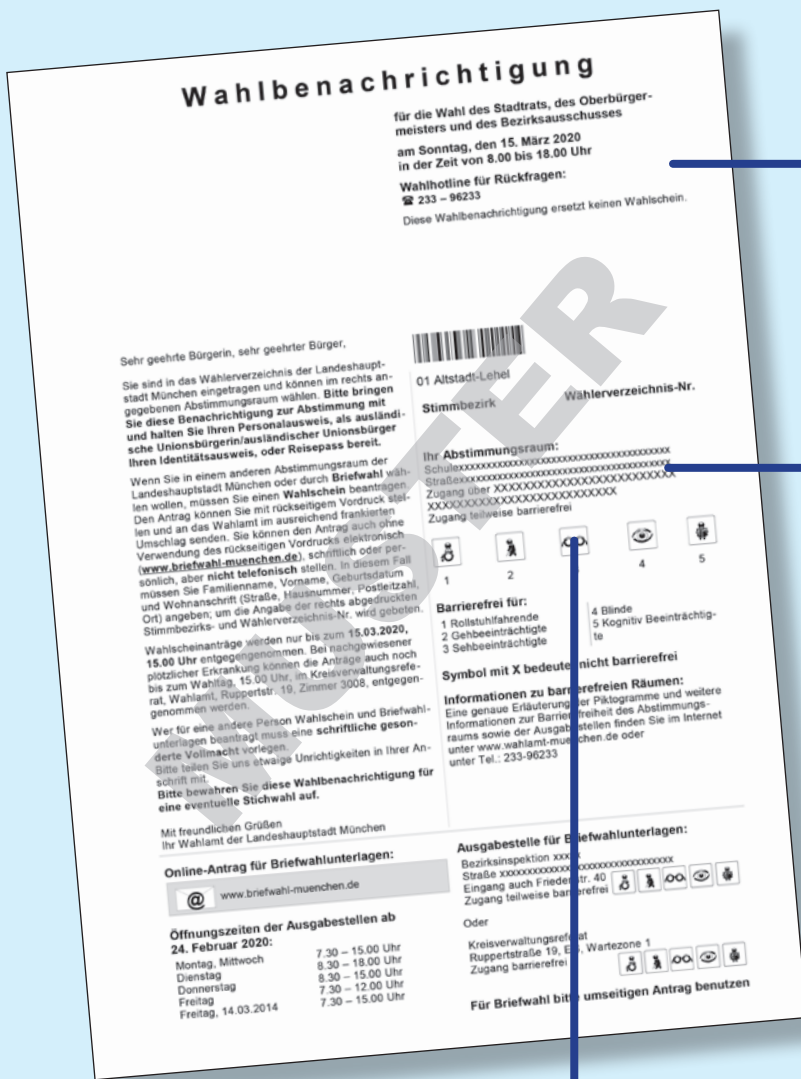 Wahlbenachrichtigung
für die Wahl des Stadtrats, des Oberbürger-
meisters und des Bezirksausschusses
am Sonntag, den 15. März 2020
in der Zeit von 8.00 bis 18.00 Uhr
Wahlhotline für Rückfragen:
☎ 233 – 96233
Diese Wahlbenachrichtigung ersetzt keinen Wahlschein.
Sehr geehrte Bürgerin, sehr geehrter Bürger,
Sie sind in das Wählerverzeichnis der Landeshaupt-
stadt München eingetragen und können im rechts an-
gegebenen Abstimmungsraum wählen. Bitte bringen
Sie diese Benachrichtigung zur Abstimmung mit
und halten Sie Ihren Personalausweis, als ausländi-
sche Unionsbürgerin/ausländischer Unionsbürger
Ihren Identitätsausweis, oder Reisepass bereit.
Wenn Sie in einem anderen Abstimmungsraum der
Landeshauptstadt München oder durch Briefwahl wäh-
len wollen, müssen Sie einen Wahlschein beantragen.
Den Antrag können Sie mit rückseitigem Vordruck stel-
len und an das Wahlamt im ausreichend frankierten
Umschlag senden. Sie können den Antrag auch ohne
Verwendung des rückseitigen Vordrucks elektronisch
(www.briefwahl-muenchen.de), schriftlich oder per-
sönlich, aber nicht telefonisch stellen. In diesem Fall
müssen Sie Familienname, Vorname, Geburtsdatum
und Wohnanschrift (Straße, Hausnummer, Postleitzahl,
Ort) angeben; um die Angabe der rechts abgedruckten
Stimmbezirks- und Wählerverzeichnis-Nr. wird gebeten.
Wahlscheinanträge werden nur bis zum 15.03.2020,
15.00 Uhr entgegengenommen. Bei nachgewiesener
plötzlicher Erkrankung können die Anträge auch noch
bis zum Wahltag, 15.00 Uhr, im Kreisverwaltungsrefe-
rat, Wahlamt, Ruppertstr. 19, Zimmer 3008, entgegen-
genommen werden.
Wer für eine andere Person Wahlschein und Briefwahl-
unterlagen beantragt muss eine schriftliche geson-
derte Vollmacht vorlegen.
Bitte teilen Sie uns etwaige Unrichtigkeiten in Ihrer An-
schrift mit.
Bitte bewahren Sie diese Wahlbenachrichtigung für
eine eventuelle Stichwahl auf.
Mit freundlichen Grüßen
Ihr Wahlamt der Landeshauptstadt München
01 Altstadt-Lehel
Stimmbezirk Wählerverzeichnis-Nr.
Ihr Abstimmungsraum:
Schulexxxxxxxxxxxxxxxxxxxxxxxxxxxxxxxxxxxxxx
Straßexxxxxxxxxxxxxxxxxxxxxxxxxxxxxxxxxxxxxx
Zugang über XXXXXXXXXXXXXXXXXXXXXXXX
XXXXXXXXXXXXXXXXXXXXXXXXX
Zugang teilweise barrierefrei
1 2 4 5
Barrierefrei für:
1 Rollstuhlfahrende
2 Gehbeeinträchtigte
3 Sehbeeinträchtigte
4 Blinde
5 Kognitiv Beeinträchtig-
te
Symbol mit X bedeutet nicht barrierefrei
Informationen zu barrierefreien Räumen:
Eine genaue Erläuterung der Piktogramme und weitere
Informationen zur Barrierefreiheit des Abstimmungs-
raums sowie der Ausgabestellen finden Sie im Internet
unter www.wahlamt-muenchen.de oder
unter Tel.: 233-96233
MUSTER
Online-Antrag für Briefwahlunterlagen:
@ www.briefwahl-muenchen.de
Öffnungszeiten der Ausgabestellen ab
24. Februar 2020:
Montag, Mittwoch 7.30 – 15.00 Uhr
Dienstag 8.30 – 18.00 Uhr
Donnerstag 8.30 – 15.00 Uhr
Freitag 7.30 – 12.00 Uhr
Freitag, 14.03.2014 7.30 – 15.00 Uhr
Ausgabestelle für Briefwahlunterlagen:
Bezirksinspektion xxxxx
Straße xxxxxxxxxxxxxxxxxxxxxxxxxxxxxx
Eingang auch Friedenstr. 40
Zugang teilweise barrierefrei
Oder
Kreisverwaltungsreferat
Ruppertstraße 19, EG, Wartezone 1
Zugang barrierefrei
Für Briefwahl bitte umseitigen Antrag benutzen